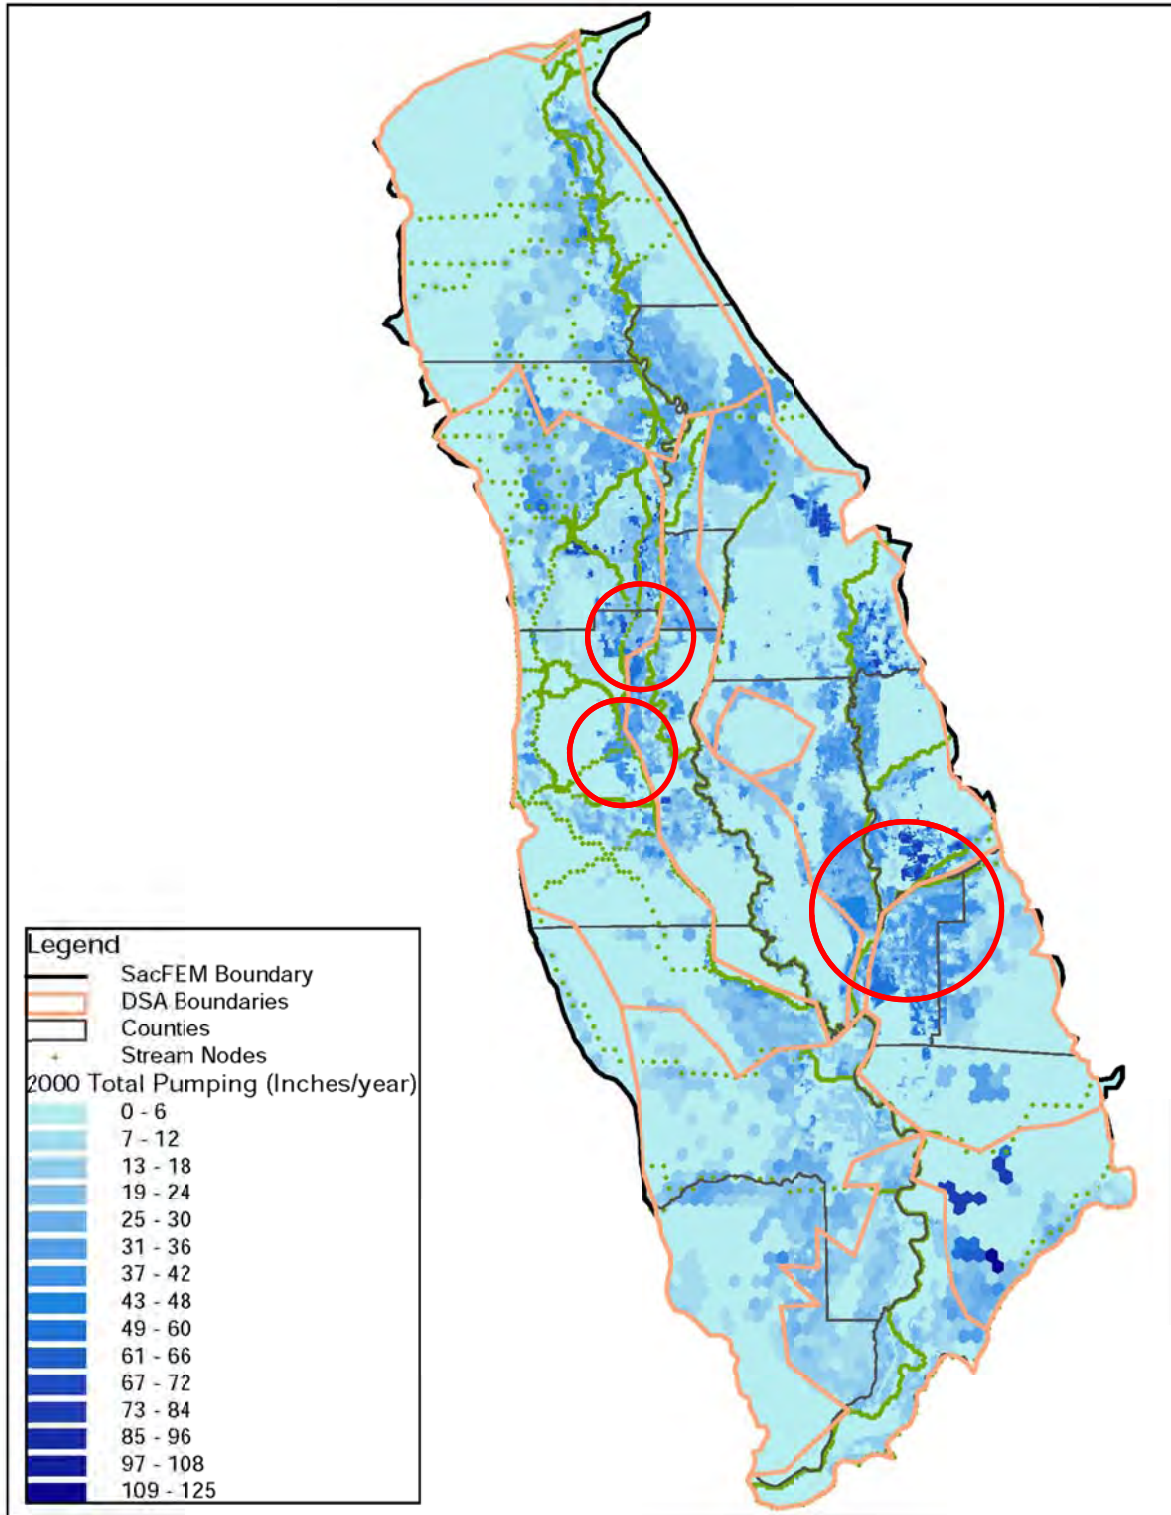 Legend
SacFEM Boundary
DSA Boundaries
Counties
Stream Nodes
2000 Total Pumping (Inches/year)
0 - 6
7 - 12
13 - 18
19 - 24
25 - 30
31 - 36
37 - 42
43 - 48
49 - 60
61 - 66
67 - 72
73 - 84
85 - 96
97 - 108
109 - 125